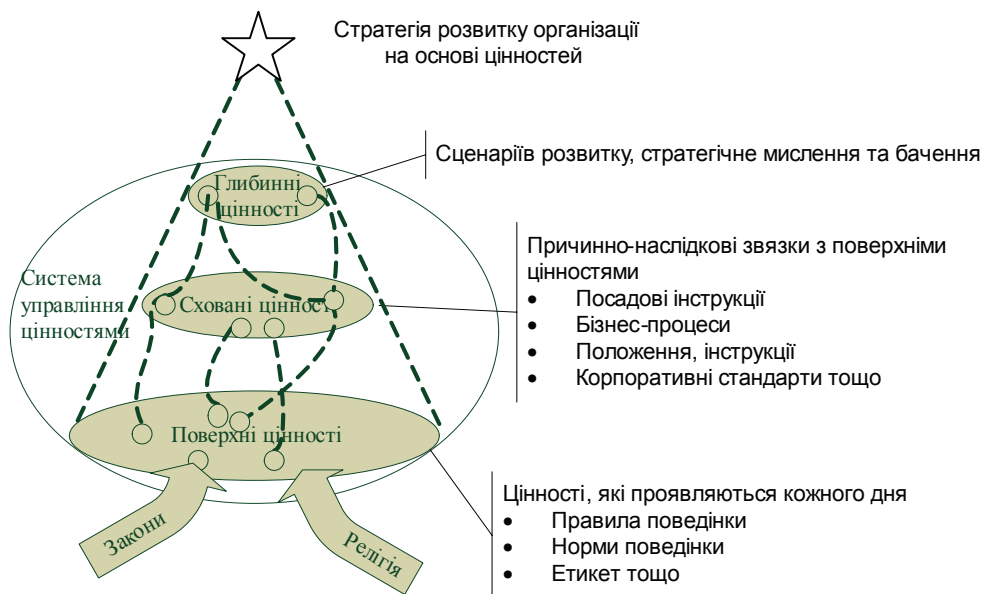 Стратегія розвитку організації
на основі цінностей
Сценаріїв розвитку, стратегічне мислення та бачення
Глибинні
цінності
Причинно-наслідкові звязки з поверхніми
цінностями
• Посадові інструкції
• Бізнес-процеси
• Положення, інструкції
• Корпоративні стандарти тощо
Система
управління
цінностями
Сховані цінності
Поверхні цінності
Цінності, які проявляються кожного дня
• Правила поведінки
• Норми поведінки
• Етикет тощо
Закони
Релігія